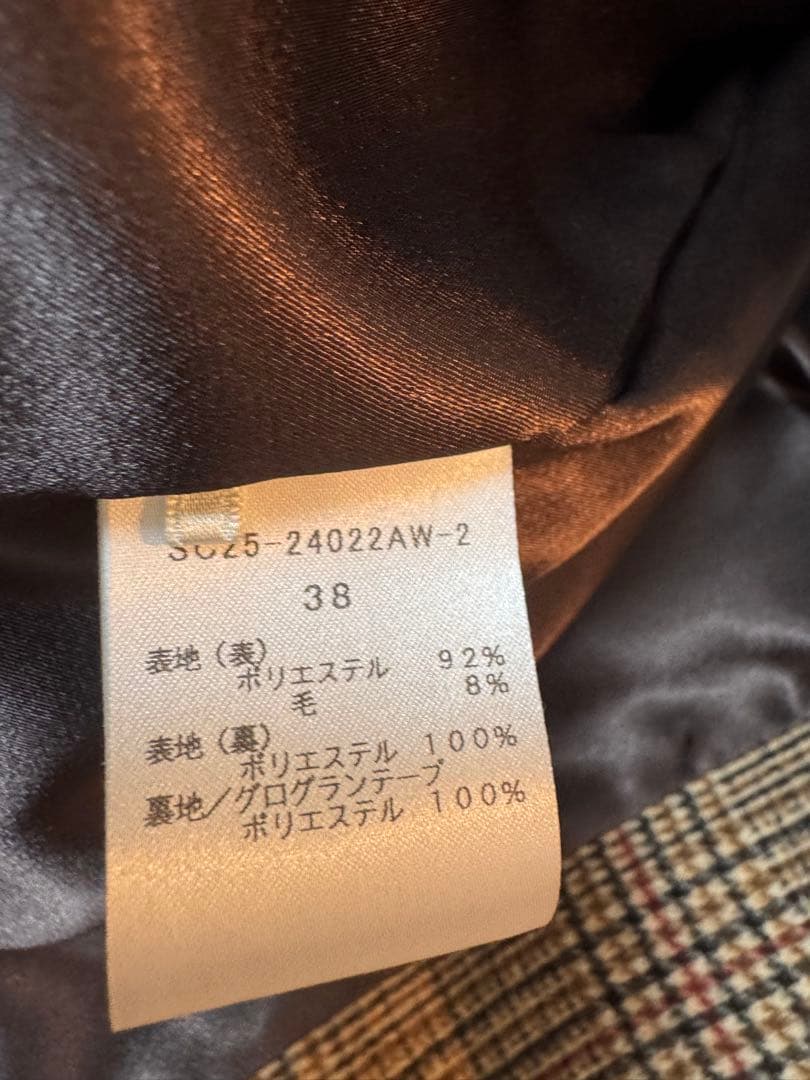 SC25-24022AW-2
38
表地（表）
ポリエステル 92%
毛 8%
表地（裏）
ポリエステル 100%
裏地／グログランテープ
ポリエステル 100%